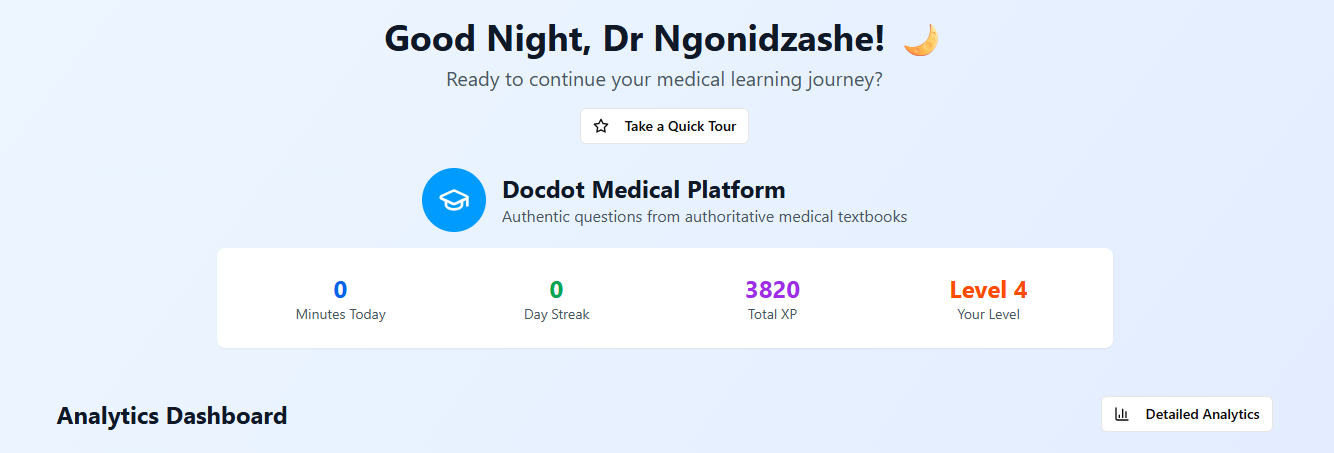 Good Night, Dr Ngonidzashe! 🌛
Ready to continue your medical learning journey?
Take a Quick Tour
Docdot Medical Platform
Authentic questions from authoritative medical textbooks
0 0 3820 Level 4
Minutes Today Day Streak Total XP Your Level
Analytics Dashboard Detailed Analytics